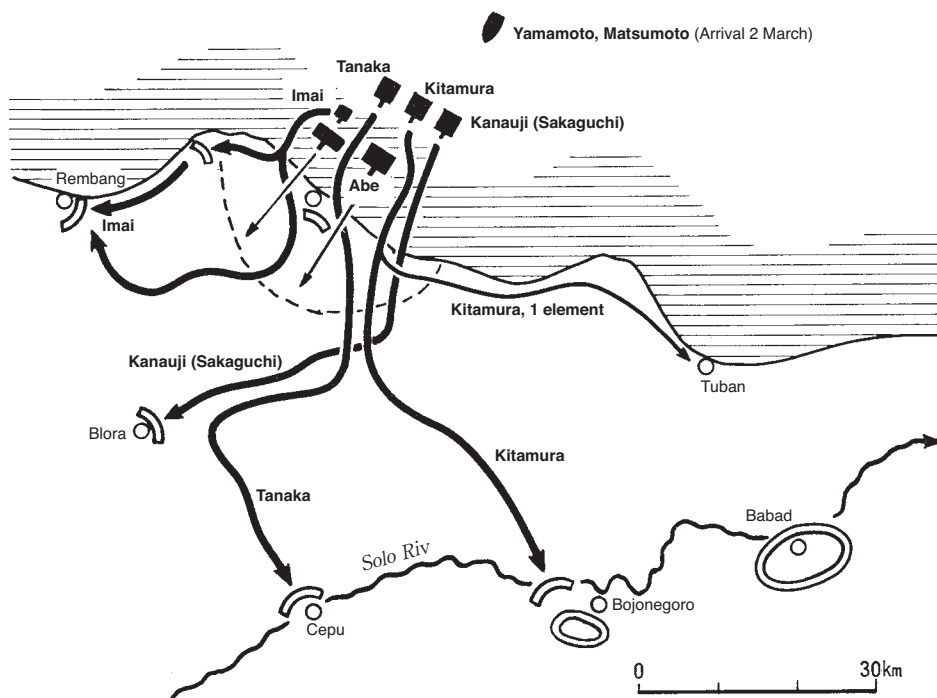 Yamamoto, Matsumoto (Arrival 2 March)
Tanaka
Imai
Kitamura
Kanauji (Sakaguchi)
Abe
Rembang
Imai
Kitamura, 1 element
Kanauji (Sakaguchi)
Tuban
Blora
Kitamura
Tanaka
Babad
Solo Riv
Bojonegoro
Cepu
0 30km